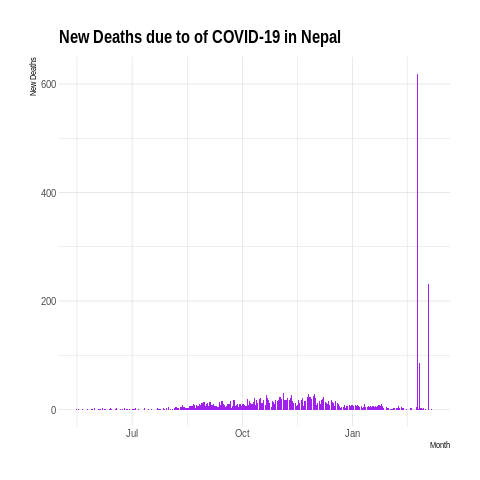 New Deaths due to of COVID-19 in Nepal
New Deaths
600
400
200
0
Jul Oct Jan
Month